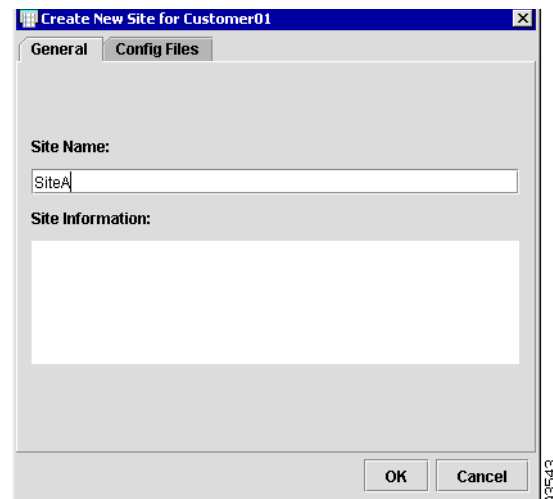 Create New Site for Customer01
General Config Files
Site Name:
SiteA
Site Information:
OK Cancel